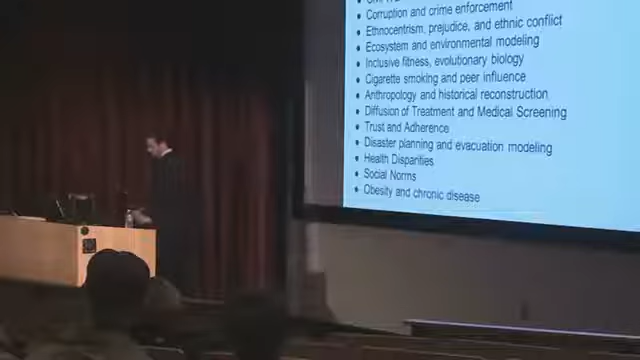 • Corruption and crime enforcement
• Ethnocentrism, prejudice, and ethnic conflict
• Ecosystem and environmental modeling
• Inclusive fitness, evolutionary biology
• Cigarette smoking and peer influence
• Anthropology and historical reconstruction
• Diffusion of Treatment and Medical Screening
• Trust and Adherence
• Disaster planning and evacuation modeling
• Health Disparities
• Social Norms
• Obesity and chronic disease